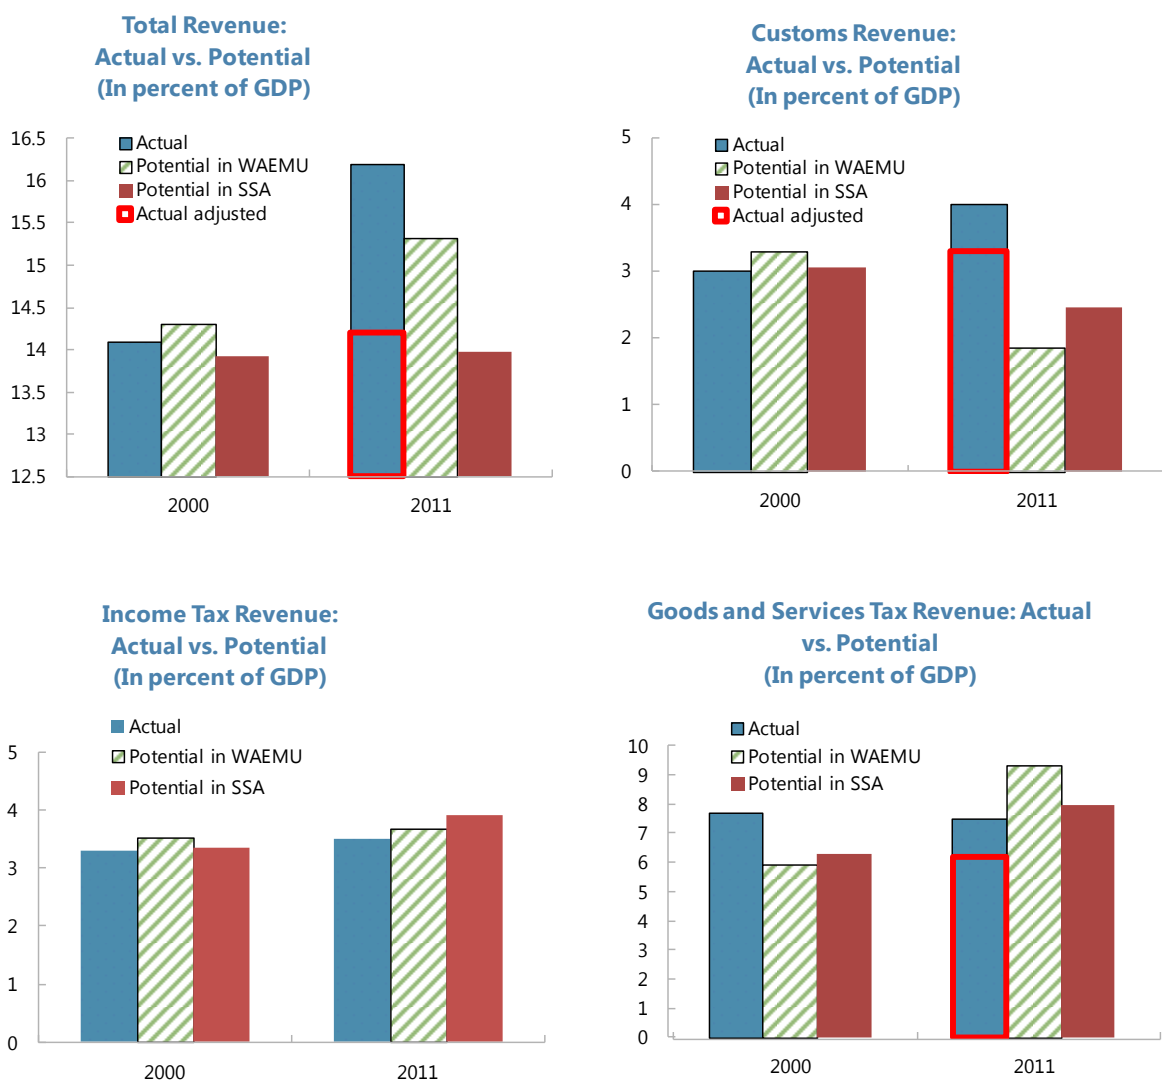 Total Revenue:
Actual vs. Potential
(In percent of GDP)
16.5
16
15.5
15
14.5
14
13.5
13
12.5
Actual
Potential in WAEMU
Potential in SSA
Actual adjusted
2000
2011
Customs Revenue:
Actual vs. Potential
(In percent of GDP)
5
4
3
2
1
0
Actual
Potential in WAEMU
Potential in SSA
Actual adjusted
2000
2011
Income Tax Revenue:
Actual vs. Potential
(In percent of GDP)
5
4
3
2
1
0
Actual
Potential in WAEMU
Potential in SSA
2000
2011
Goods and Services Tax Revenue: Actual
vs. Potential
(In percent of GDP)
10
9
8
7
6
5
4
3
2
1
0
Actual
Potential in WAEMU
Potential in SSA
2000
2011